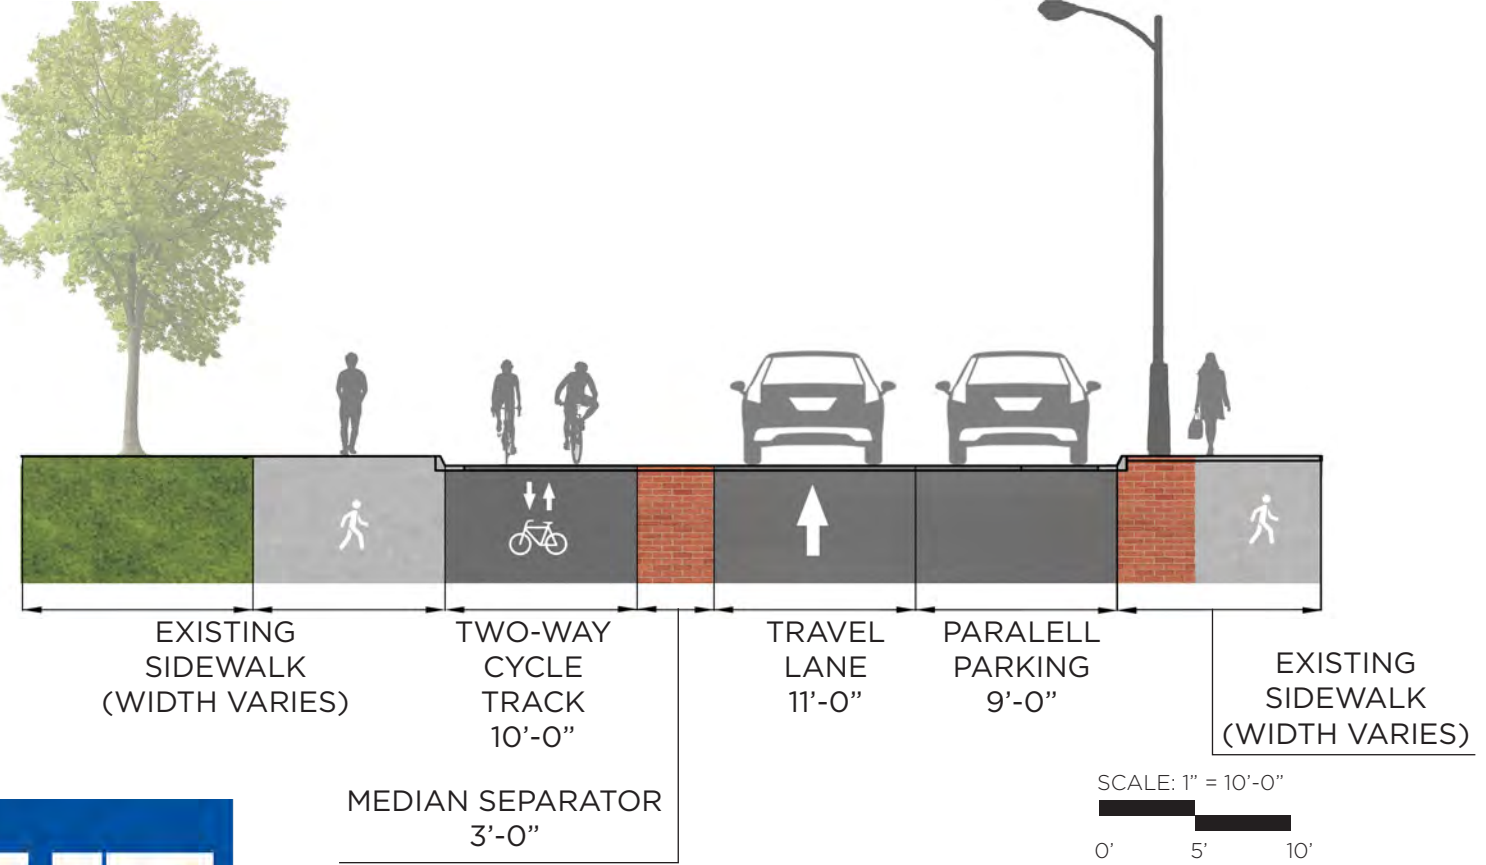 EXISTING
SIDEWALK
(WIDTH VARIES)
TWO-WAY
CYCLE
TRACK
10’-0”
MEDIAN SEPARATOR
3’-0”
TRAVEL
LANE
11’-0”
PARALELL
PARKING
9’-0”
EXISTING
SIDEWALK
(WIDTH VARIES)
SCALE: 1” = 10’-0”
0’ 5’ 10’